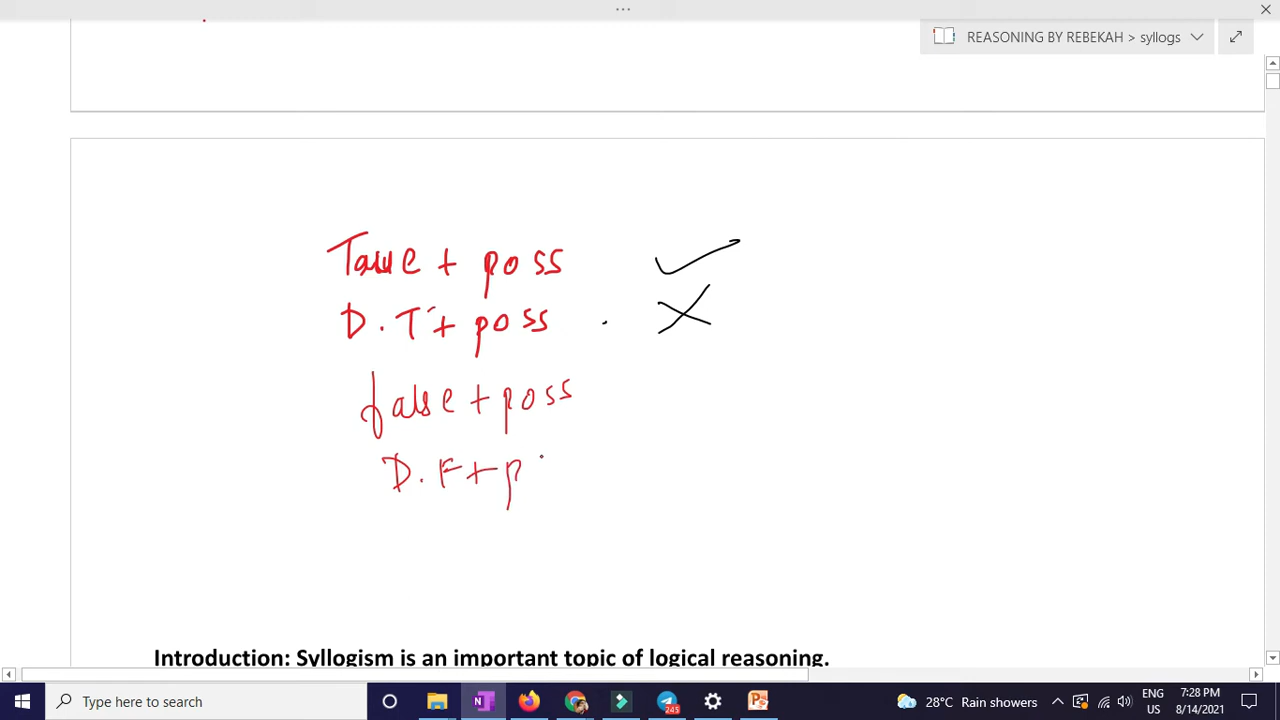 REASONING BY REBEKAH > syllogs
True + poss
D.T + poss
false + poss
D.F + p
Introduction: Syllogism is an important topic of logical reasoning.
Type here to search
245
28°C Rain showers
ENG
US
7:28 PM
8/14/2021